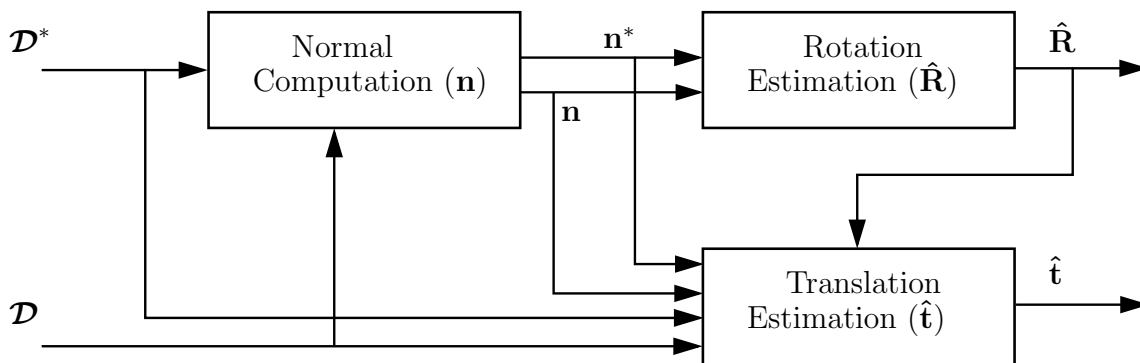 𝓓*
Normal
Computation (n)
n*
n
Rotation
Estimation (R̂)
R̂
𝓓
Translation
Estimation (t̂)
t̂